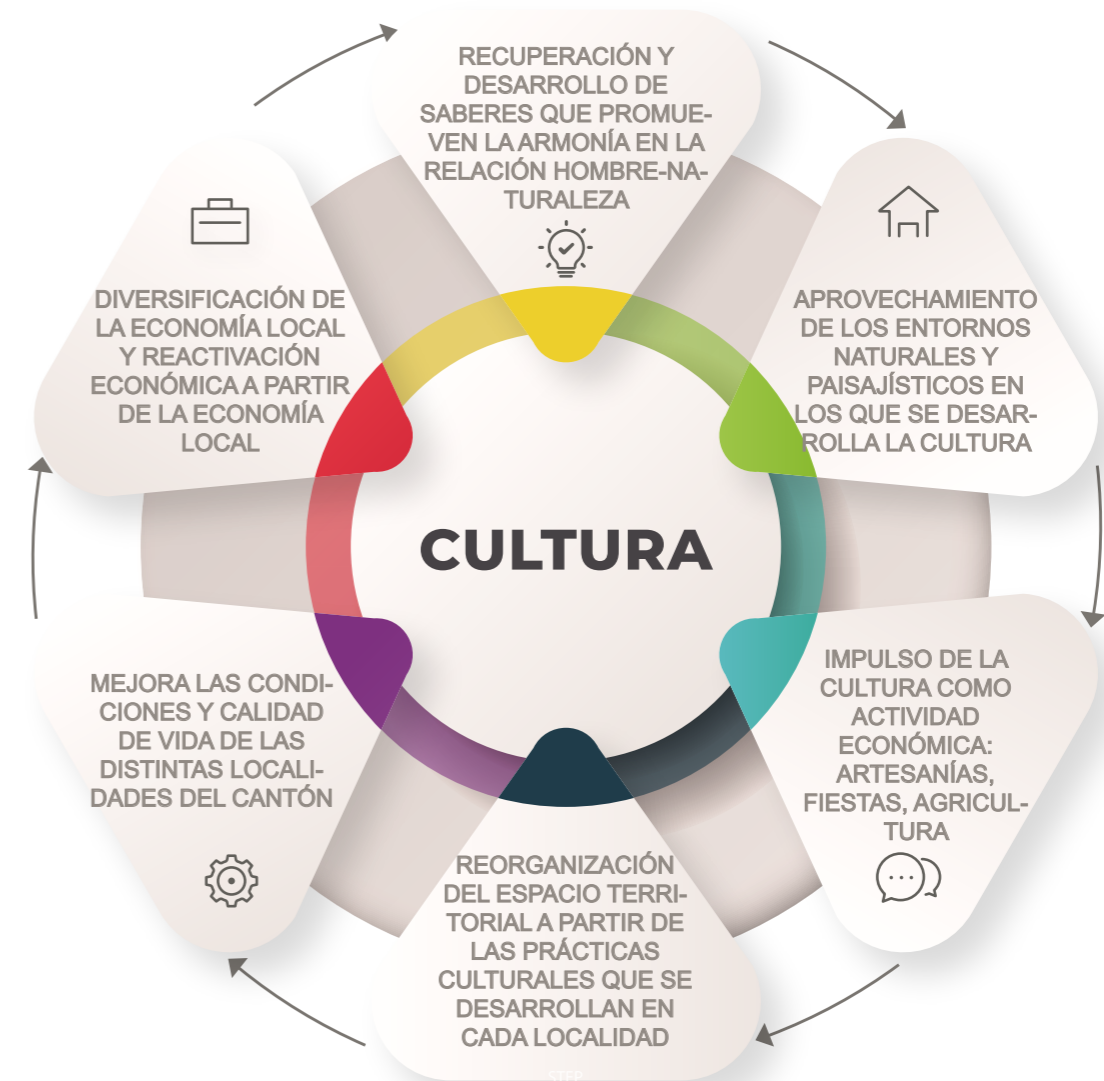 RECUPERACIÓN Y
DESARROLLO DE
SABERES QUE PROMUE-
VEN LA ARMONÍA EN LA
RELACIÓN HOMBRE-NA-
TURALEZA
APROVECHAMIENTO
DE LOS ENTORNOS
NATURALES Y
PAISAJÍSTICOS EN
LOS QUE SE DESAR-
ROLLA LA CULTURA
IMPULSO DE LA
CULTURA COMO
ACTIVIDAD
ECONÓMICA:
ARTESANÍAS,
FIESTAS, AGRICUL-
TURA
REORGANIZACIÓN
DEL ESPACIO TERRI-
TORIAL A PARTIR DE
LAS PRÁCTICAS
CULTURALES QUE SE
DESARROLLAN EN
CADA LOCALIDAD
STEP
MEJORA LAS CONDI-
CIONES Y CALIDAD
DE VIDA DE LAS
DISTINTAS LOCALI-
DADES DEL CANTÓN
DIVERSIFICACIÓN DE
LA ECONOMÍA LOCAL
Y REACTIVACIÓN
ECONÓMICA A PARTIR
DE LA ECONOMÍA
LOCAL
CULTURA